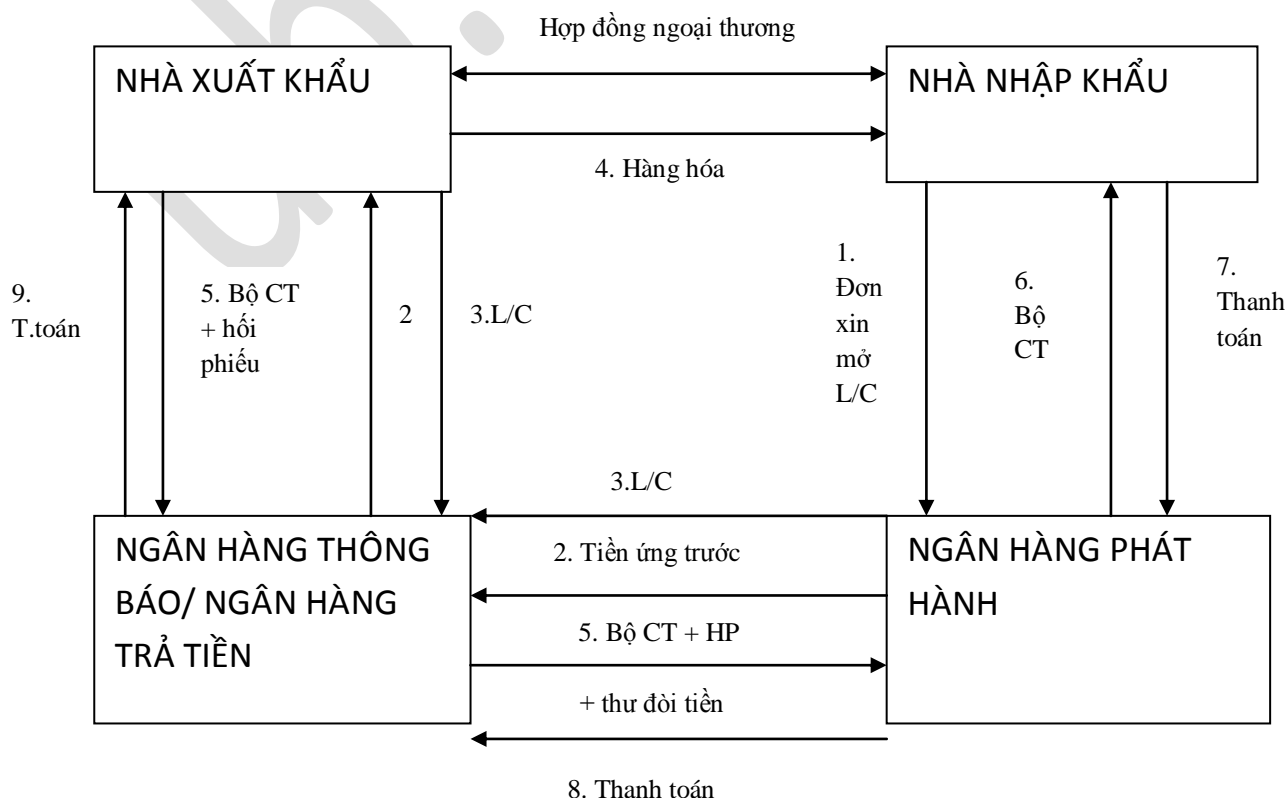 Hợp đồng ngoại thương
NHÀ XUẤT KHẨU
NHÀ NHẬP KHẨU
4. Hàng hóa
9.
T.toán
5. Bộ CT
+ hối
phiếu
2
3.L/C
1.
Đơn
xin
mở
L/C
6.
Bộ
CT
7.
Thanh
toán
3.L/C
NGÂN HÀNG THÔNG
BÁO/ NGÂN HÀNG
TRẢ TIỀN
2. Tiền ứng trước
5. Bộ CT + HP
+ thư đòi tiền
NGÂN HÀNG PHÁT
HÀNH
8. Thanh toán